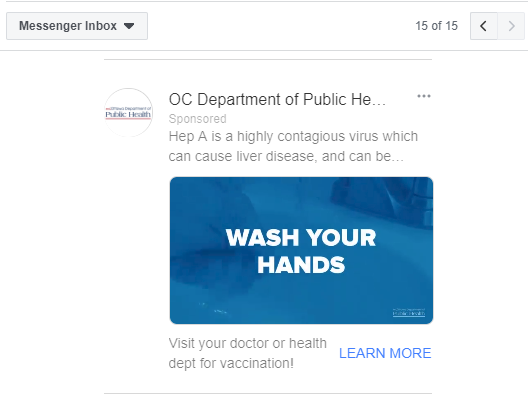 Messenger Inbox
15 of 15
OC Department of Public He…
Public Health
Sponsored
Hep A is a highly contagious virus which
can cause liver disease, and can be…
WASH YOUR
HANDS
Public Health
Visit your doctor or health
dept for vaccination!
LEARN MORE